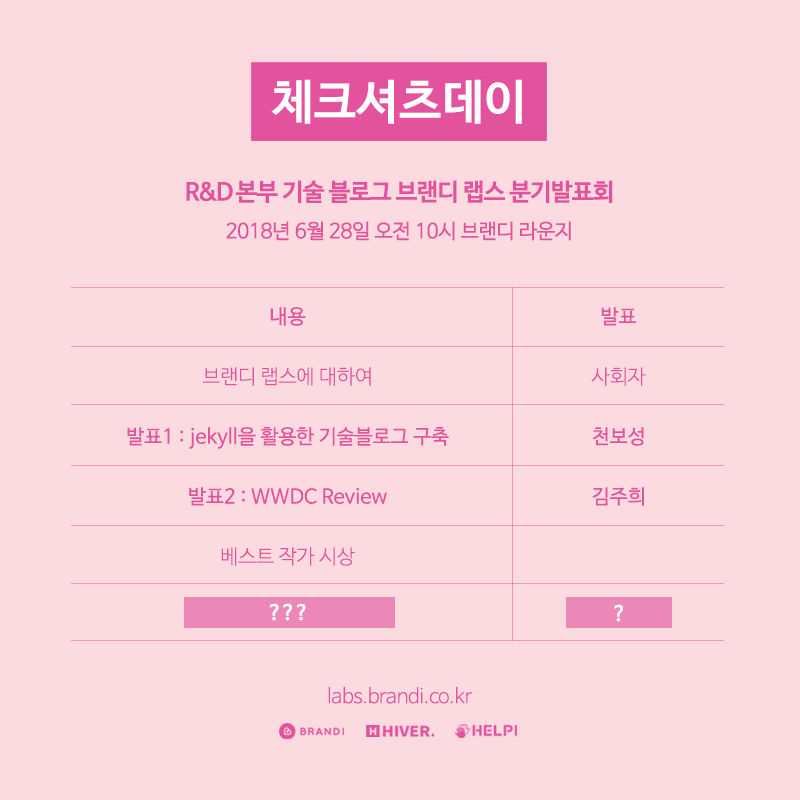 체크셔츠데이
R&D 본부 기술 블로그 브랜디 랩스 분기발표회
2018년 6월 28일 오전 10시 브랜디 라운지
내용 발표
브랜디 랩스에 대하여 사회자
발표1 : jekyll을 활용한 기술블로그 구축 천보성
발표2 : WWDC Review 김주희
베스트 작가 시상
??? ?
labs.brandi.co.kr
BRANDI HHIVER. HELPI